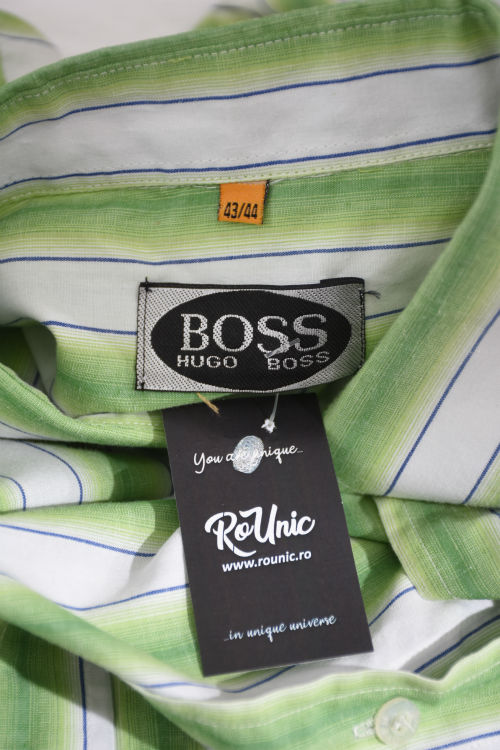 43/44
BOSS
HUGO BOSS
You are unique...
RoUnic
www.rounic.ro
...in unique universe